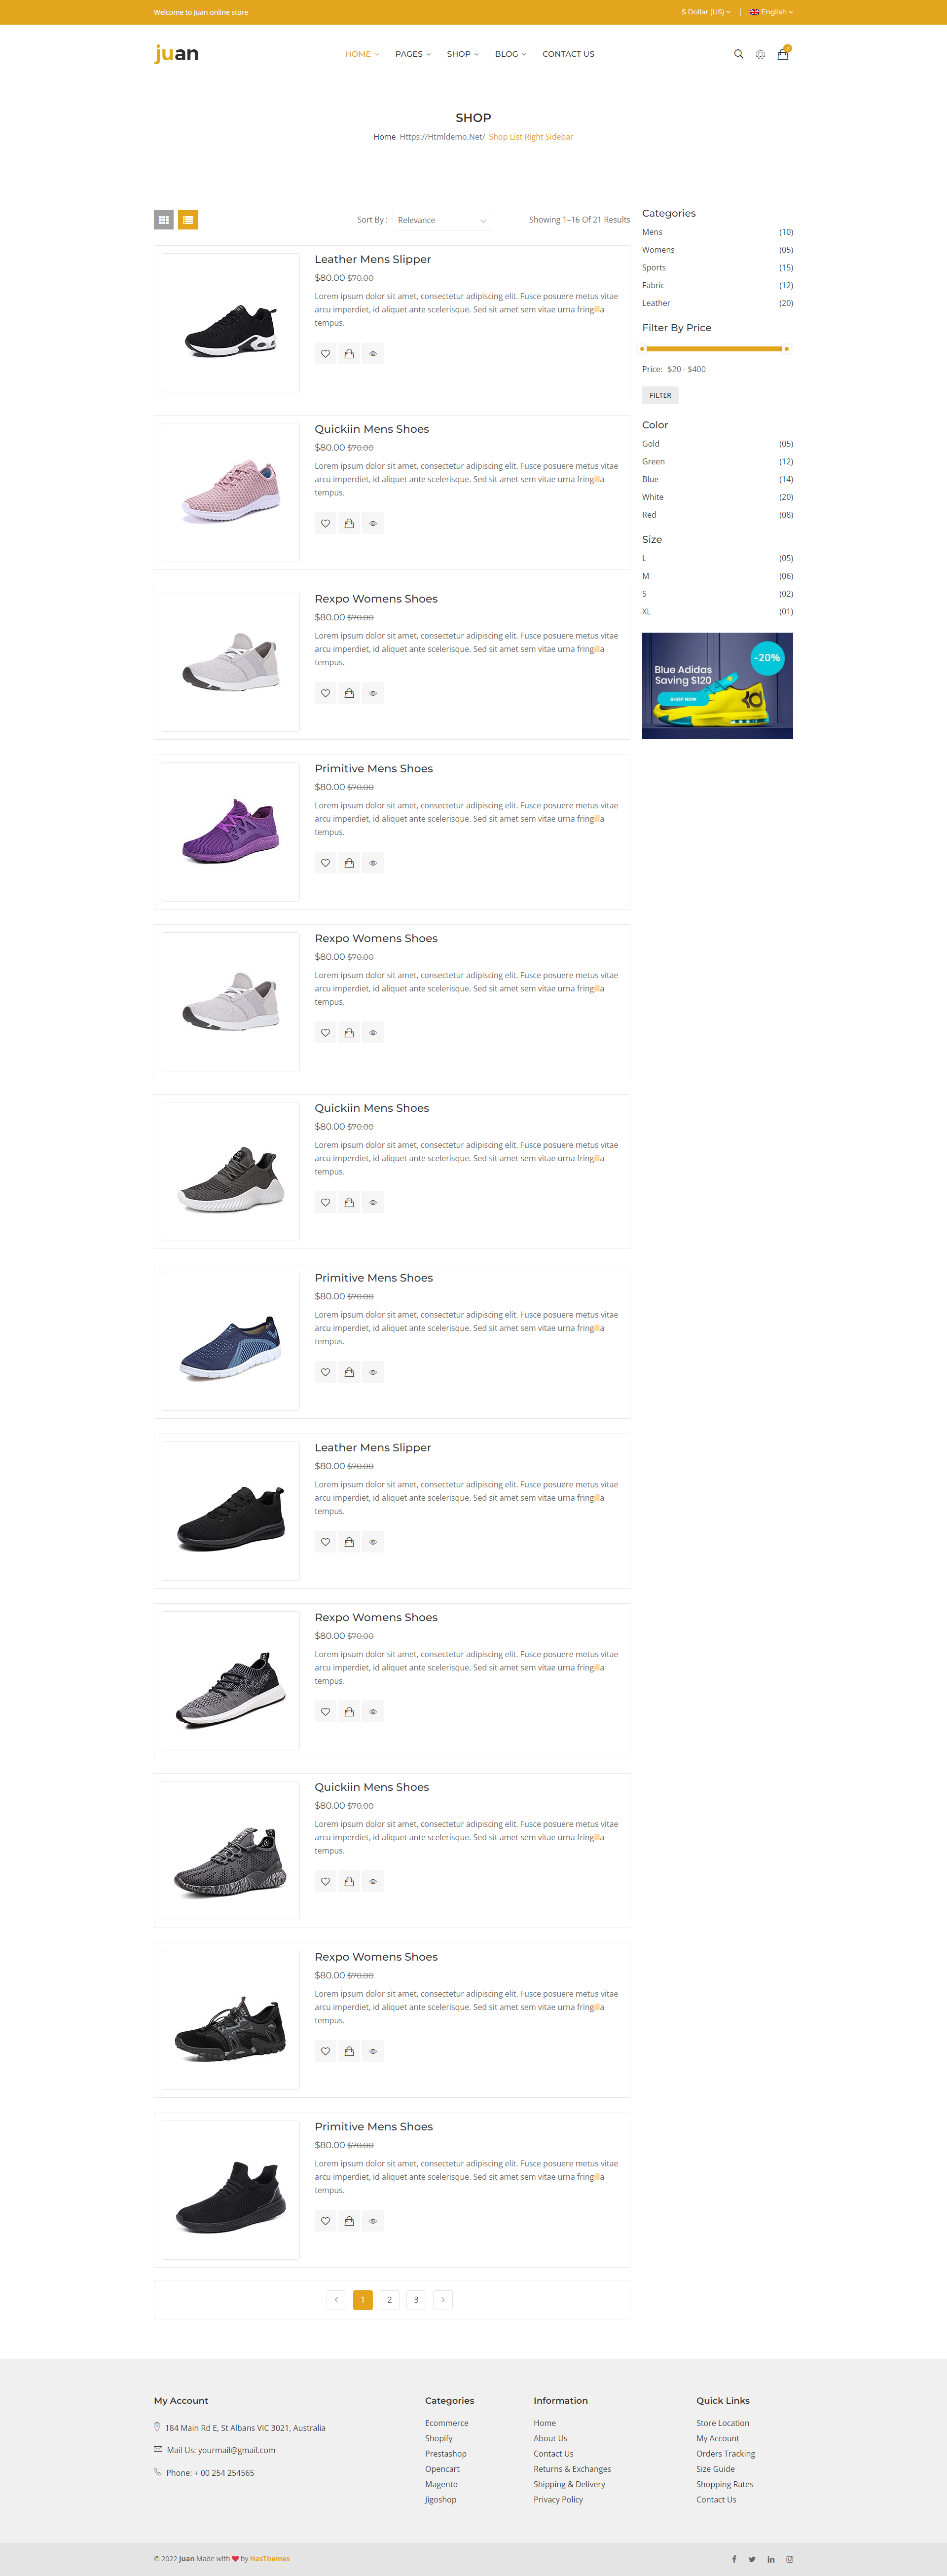 Welcome to Juan online store
$ Dollar (US)
English
juan
HOME
PAGES
SHOP
BLOG
CONTACT US
SHOP
Home Https://Htmldemo.Net/ Shop List Right Sidebar
Sort By :
Relevance
Showing 1–16 Of 21 Results
Leather Mens Slipper
$80.00 $70.00
Lorem ipsum dolor sit amet, consectetur adipiscing elit. Fusce posuere metus vitae
arcu imperdiet, id aliquet ante scelerisque. Sed sit amet sem vitae urna fringilla
tempus.
Quickiin Mens Shoes
$80.00 $70.00
Lorem ipsum dolor sit amet, consectetur adipiscing elit. Fusce posuere metus vitae
arcu imperdiet, id aliquet ante scelerisque. Sed sit amet sem vitae urna fringilla
tempus.
Rexpo Womens Shoes
$80.00 $70.00
Lorem ipsum dolor sit amet, consectetur adipiscing elit. Fusce posuere metus vitae
arcu imperdiet, id aliquet ante scelerisque. Sed sit amet sem vitae urna fringilla
tempus.
Primitive Mens Shoes
$80.00 $70.00
Lorem ipsum dolor sit amet, consectetur adipiscing elit. Fusce posuere metus vitae
arcu imperdiet, id aliquet ante scelerisque. Sed sit amet sem vitae urna fringilla
tempus.
Rexpo Womens Shoes
$80.00 $70.00
Lorem ipsum dolor sit amet, consectetur adipiscing elit. Fusce posuere metus vitae
arcu imperdiet, id aliquet ante scelerisque. Sed sit amet sem vitae urna fringilla
tempus.
Quickiin Mens Shoes
$80.00 $70.00
Lorem ipsum dolor sit amet, consectetur adipiscing elit. Fusce posuere metus vitae
arcu imperdiet, id aliquet ante scelerisque. Sed sit amet sem vitae urna fringilla
tempus.
Primitive Mens Shoes
$80.00 $70.00
Lorem ipsum dolor sit amet, consectetur adipiscing elit. Fusce posuere metus vitae
arcu imperdiet, id aliquet ante scelerisque. Sed sit amet sem vitae urna fringilla
tempus.
Leather Mens Slipper
$80.00 $70.00
Lorem ipsum dolor sit amet, consectetur adipiscing elit. Fusce posuere metus vitae
arcu imperdiet, id aliquet ante scelerisque. Sed sit amet sem vitae urna fringilla
tempus.
Rexpo Womens Shoes
$80.00 $70.00
Lorem ipsum dolor sit amet, consectetur adipiscing elit. Fusce posuere metus vitae
arcu imperdiet, id aliquet ante scelerisque. Sed sit amet sem vitae urna fringilla
tempus.
Quickiin Mens Shoes
$80.00 $70.00
Lorem ipsum dolor sit amet, consectetur adipiscing elit. Fusce posuere metus vitae
arcu imperdiet, id aliquet ante scelerisque. Sed sit amet sem vitae urna fringilla
tempus.
Rexpo Womens Shoes
$80.00 $70.00
Lorem ipsum dolor sit amet, consectetur adipiscing elit. Fusce posuere metus vitae
arcu imperdiet, id aliquet ante scelerisque. Sed sit amet sem vitae urna fringilla
tempus.
Primitive Mens Shoes
$80.00 $70.00
Lorem ipsum dolor sit amet, consectetur adipiscing elit. Fusce posuere metus vitae
arcu imperdiet, id aliquet ante scelerisque. Sed sit amet sem vitae urna fringilla
tempus.
1
2
3
Categories
Mens (10)
Womens (05)
Sports (15)
Fabric (12)
Leather (20)
Filter By Price
Price: $20 - $400
FILTER
Color
Gold (05)
Green (12)
Blue (14)
White (20)
Red (08)
Size
L (05)
M (06)
S (02)
XL (01)
-20%
Blue Adidas
Saving $120
SHOP NOW
My Account
184 Main Rd E, St Albans VIC 3021, Australia
Mail Us: yourmail@gmail.com
Phone: + 00 254 254565
Categories
Ecommerce
Shopify
Prestashop
Opencart
Magento
Jigoshop
Information
Home
About Us
Contact Us
Returns & Exchanges
Shipping & Delivery
Privacy Policy
Quick Links
Store Location
My Account
Orders Tracking
Size Guide
Shopping Rates
Contact Us
© 2022 Juan Made with ❤ by HasThemes